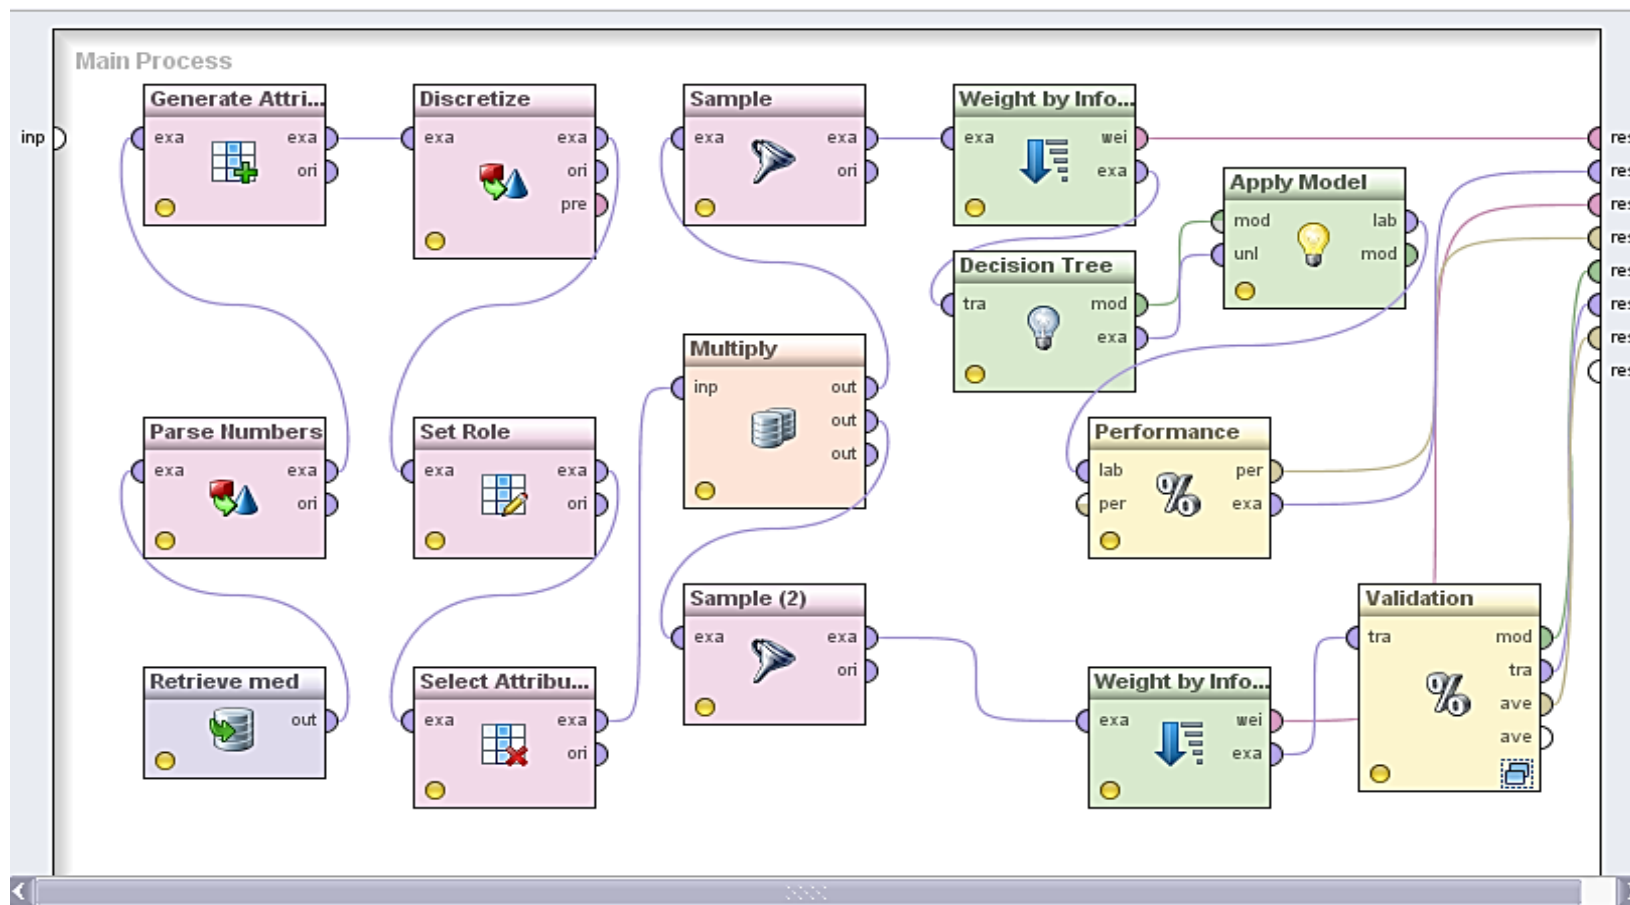 Main Process
inp
Generate Attri...
exa exa
ori
Discretize
exa exa
ori
pre
Sample
exa exa
ori
Weight by Info...
exa wei
exa
Apply Model
mod lab
unl mod
Decision Tree
tra mod
exa
Multiply
inp out
out
out
Parse Numbers
exa exa
ori
Set Role
exa exa
ori
Performance
lab per
per exa
Sample (2)
exa exa
ori
Validation
tra mod
tra
ave
ave
Retrieve med
out
Select Attribu...
exa exa
ori
Weight by Info...
exa wei
exa
res
res
res
res
res
res
res
res